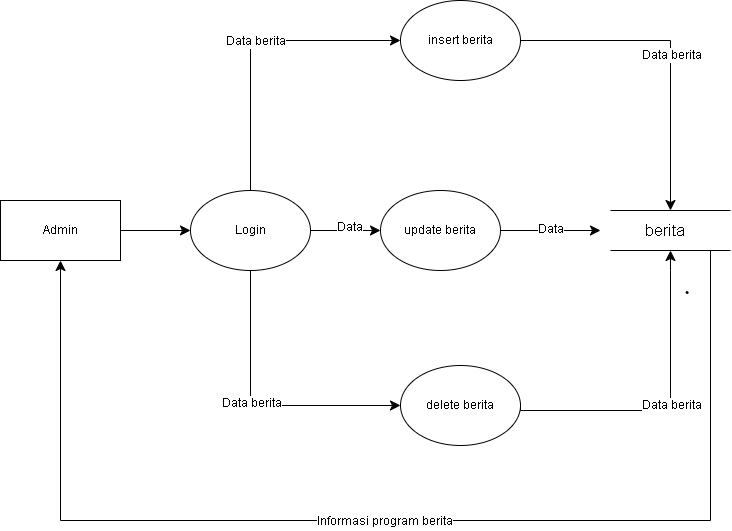 Data berita
insert berita
Data berita
Admin
Login
Data
update berita
Data
berita
Data berita
delete berita
Data berita
Informasi program berita